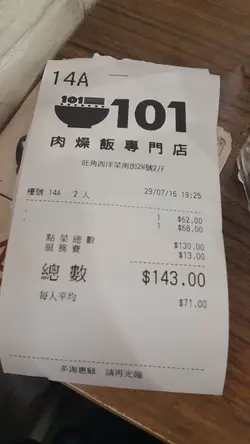 14A
101
101
肉燥飯專門店
旺角西洋菜南街2H號2/F
樓號 14A 2 人 29/07/16 19:25
1 $62.00
1 $68.00
點菜總數 $130.00
服務費 $13.00
總數 $143.00
每人平均 $71.00
多謝惠顧 請再光臨